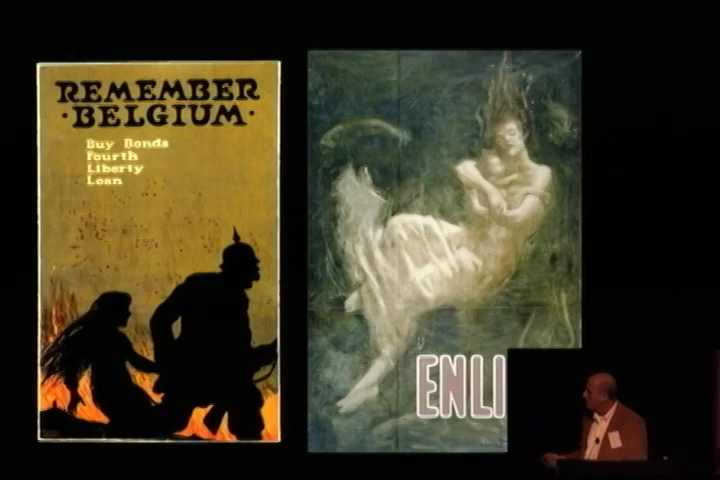 REMEMBER
·BELGIUM·
Buy Bonds
Fourth
Liberty
Loan
ENLI